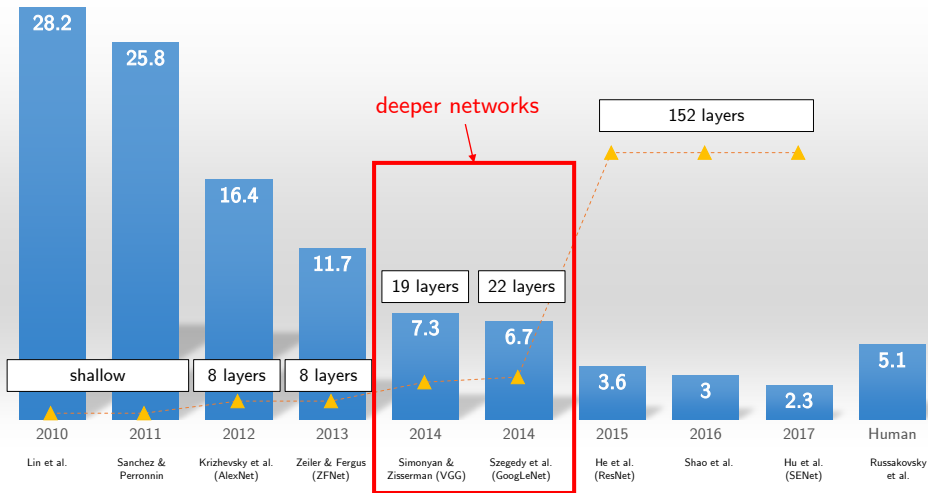 28.2
25.8
16.4
11.7
7.3
6.7
3.6
3
2.3
5.1
deeper networks
152 layers
19 layers
22 layers
shallow
8 layers
8 layers
2010
2011
2012
2013
2014
2014
2015
2016
2017
Human
Lin et al.
Sanchez &
Perronnin
Krizhevsky et al.
(AlexNet)
Zeiler & Fergus
(ZFNet)
Simonyan &
Zisserman (VGG)
Szegedy et al.
(GoogLeNet)
He et al.
(ResNet)
Shao et al.
Hu et al.
(SENet)
Russakovsky
et al.